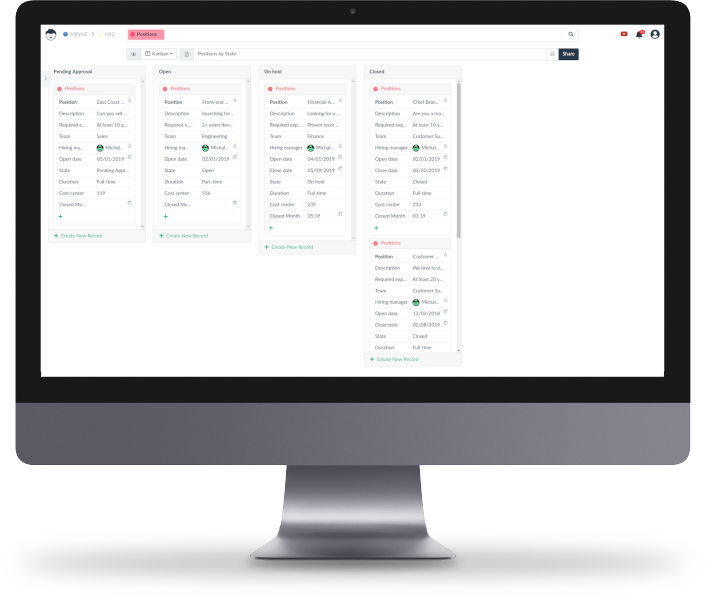 MRVNC > HR2 Positions
Kanban Positions by State Share
Pending Approval
Positions
Position East Coast ...
Description Can you sell ...
Required e... At least 10 y...
Team Sales
Hiring ma... Michal...
Open date 05/01/2019
State Pending Appr...
Duration Full-time
Cost center 119
Closed Mo...
+
+ Create New Record
Open
Positions
Position Front-end ...
Description Searching for...
Required e... 2+ years dev...
Team Engineering
Hiring ma... Michal...
Open date 02/01/2019
State Open
Duration Part-time
Cost center 556
Closed Mo...
+
+ Create New Record
On hold
Positions
Position Financial A...
Description Looking for a ...
Required exp... Proven recor...
Team Finance
Hiring manager Michal...
Open date 04/01/2019
Close date 05/09/2019
State On hold
Duration Full-time
Cost center 233
Closed Month 05.19
+
+ Create New Record
Closed
Positions
Position Chief Bran...
Description Are you a ma...
Required exp... At least 10 y...
Team Customer Su...
Hiring manager Michal...
Open date 02/01/2019
Close date 03/20/2019
State Closed
Duration Full-time
Cost center 233
Closed Month 03.19
+
Positions
Position Customer ...
Description We love to d...
Required exp... At least 20 y...
Team Customer Su...
Hiring manager Michal...
Open date 12/03/2018
Close date 02/08/2019
State Closed
Duration Full-time
+ Create New Record